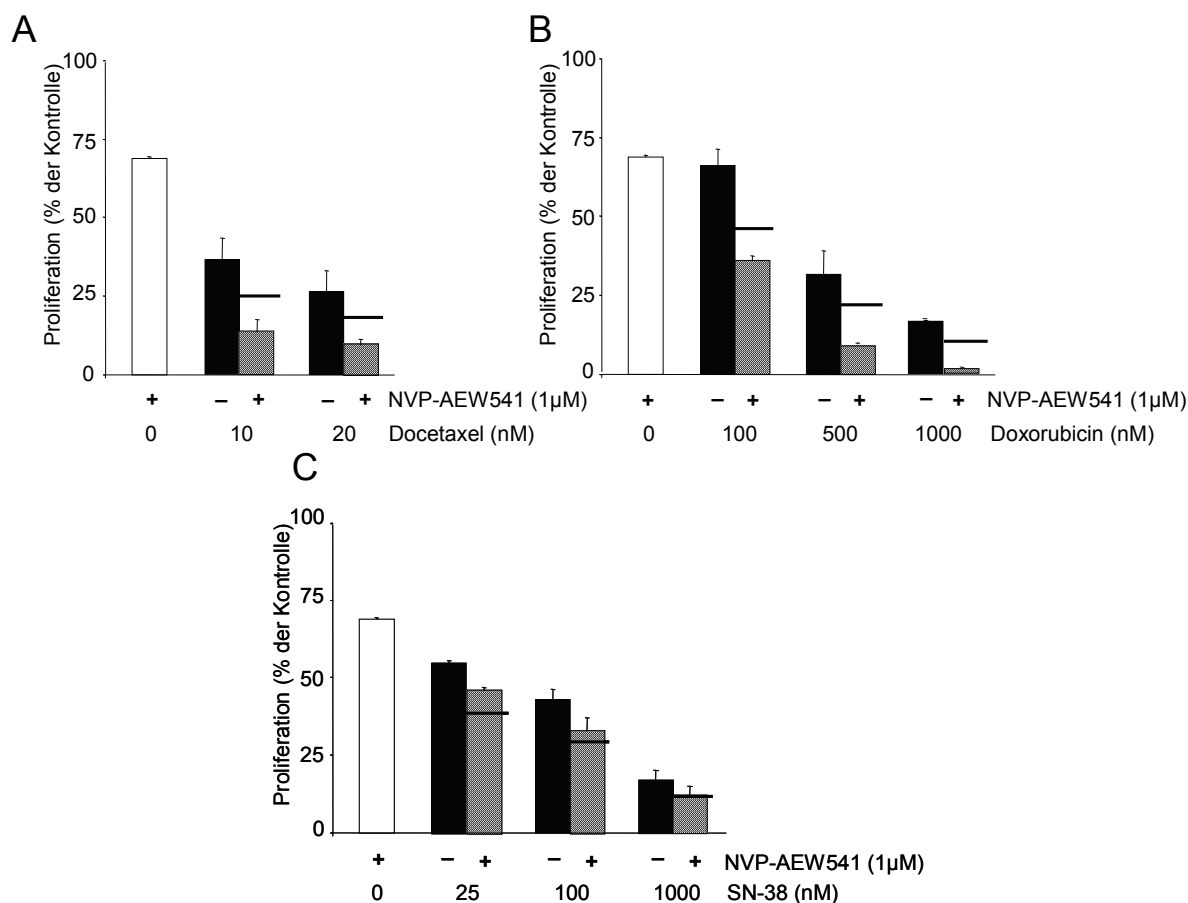 A
Proliferation (% der Kontrolle)
100
75
50
25
0
+ – + – + NVP-AEW541 (1µM)
0 10 20 Docetaxel (nM)
B
Proliferation (% der Kontrolle)
100
75
50
25
0
+ – + – + – + NVP-AEW541 (1µM)
0 100 500 1000 Doxorubicin (nM)
C
Proliferation (% der Kontrolle)
100
75
50
25
0
+ – + – + – + NVP-AEW541 (1µM)
0 25 100 1000 SN-38 (nM)